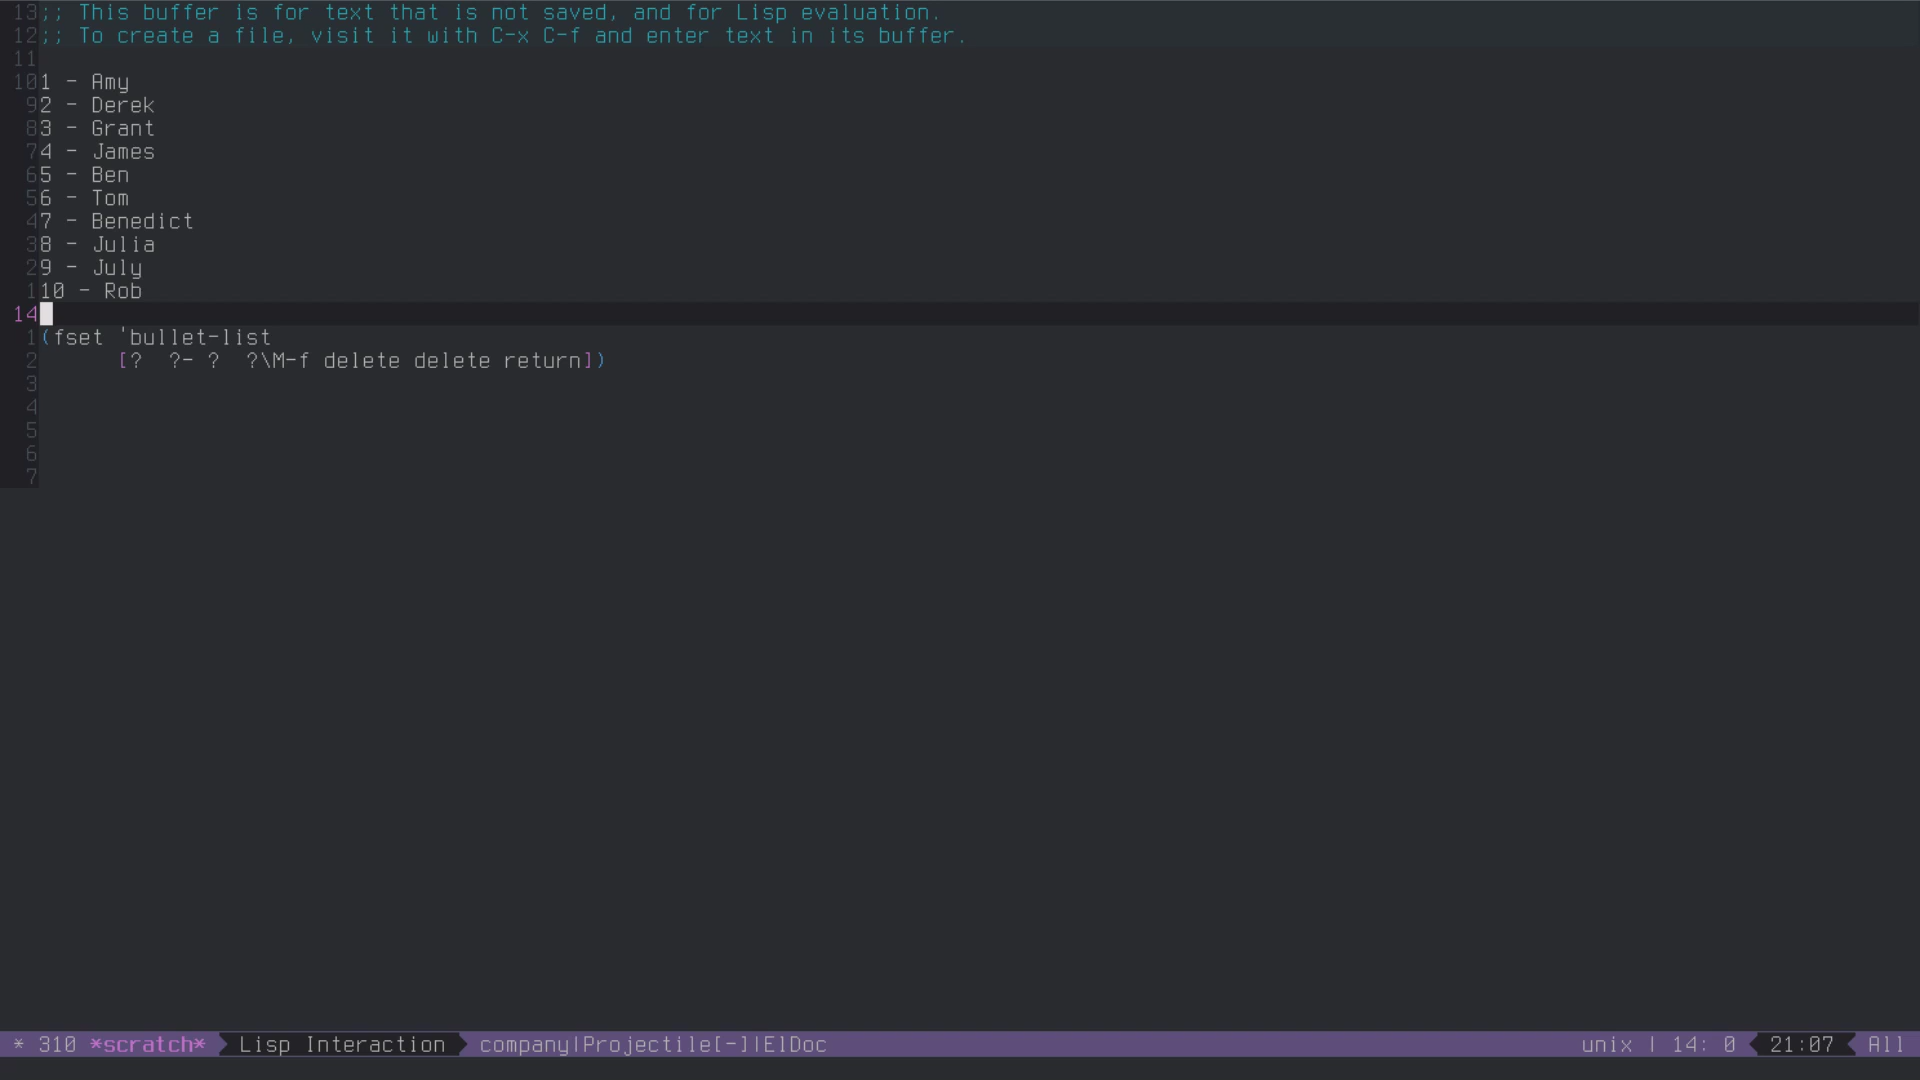 13;; This buffer is for text that is not saved, and for Lisp evaluation.
12;; To create a file, visit it with C-x C-f and enter text in its buffer.
11
101 - Amy
92 - Derek
83 - Grant
74 - James
65 - Ben
56 - Tom
47 - Benedict
38 - Julia
29 - July
110 - Rob
14
1(fset 'bullet-list
2      [?  ?- ?  ?\M-f delete delete return])
3
4
5
6
7
* 310 *scratch* Lisp Interaction company|Projectile[-]|ElDoc unix | 14: 0 21:07 All